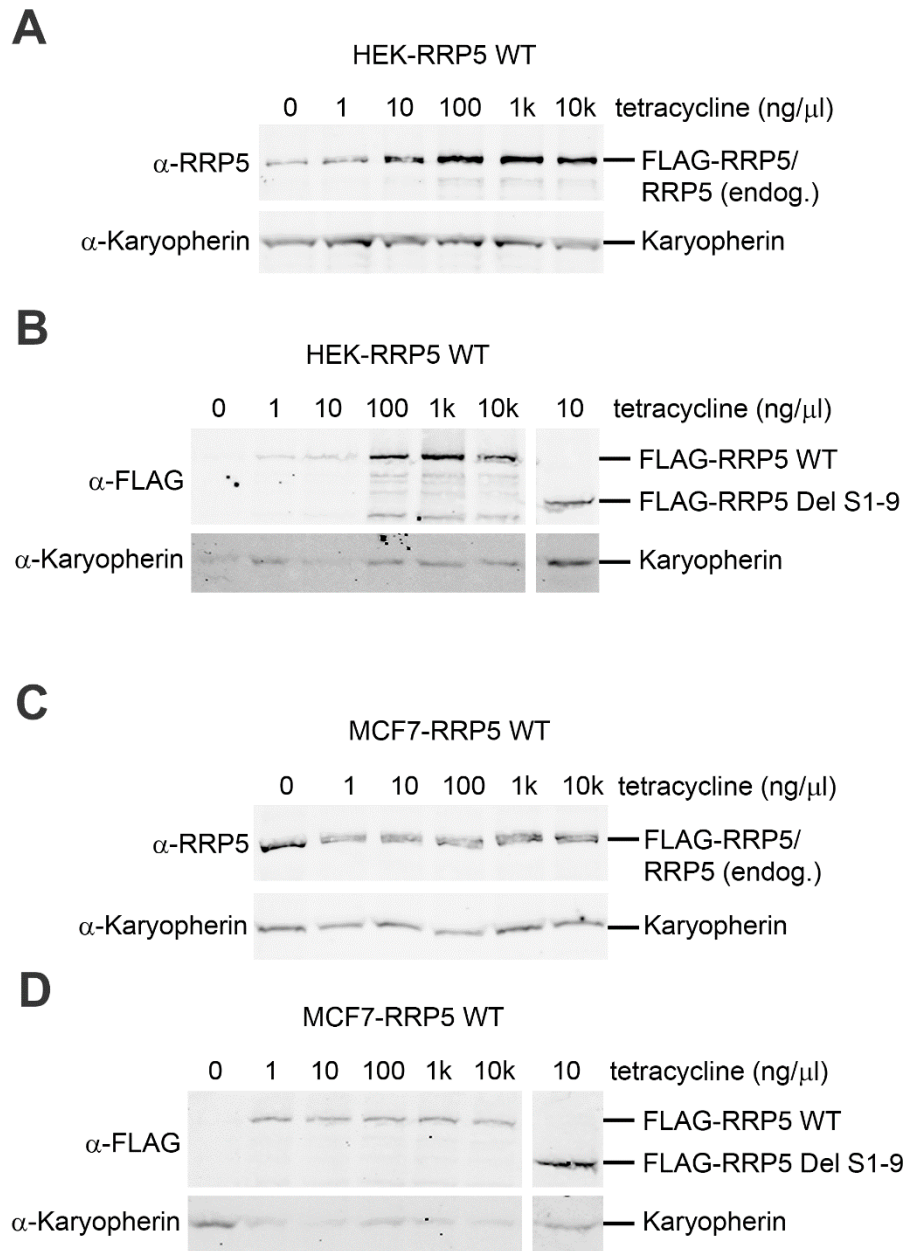 A
HEK-RRP5 WT
0 1 10 100 1k 10k tetracycline (ng/μl)
α-RRP5
FLAG-RRP5/
RRP5 (endog.)
α-Karyopherin
Karyopherin
B
HEK-RRP5 WT
0 1 10 100 1k 10k 10 tetracycline (ng/μl)
α-FLAG
FLAG-RRP5 WT
FLAG-RRP5 Del S1-9
α-Karyopherin
Karyopherin
C
MCF7-RRP5 WT
0 1 10 100 1k 10k tetracycline (ng/μl)
α-RRP5
FLAG-RRP5/
RRP5 (endog.)
α-Karyopherin
Karyopherin
D
MCF7-RRP5 WT
0 1 10 100 1k 10k 10 tetracycline (ng/μl)
α-FLAG
FLAG-RRP5 WT
FLAG-RRP5 Del S1-9
α-Karyopherin
Karyopherin